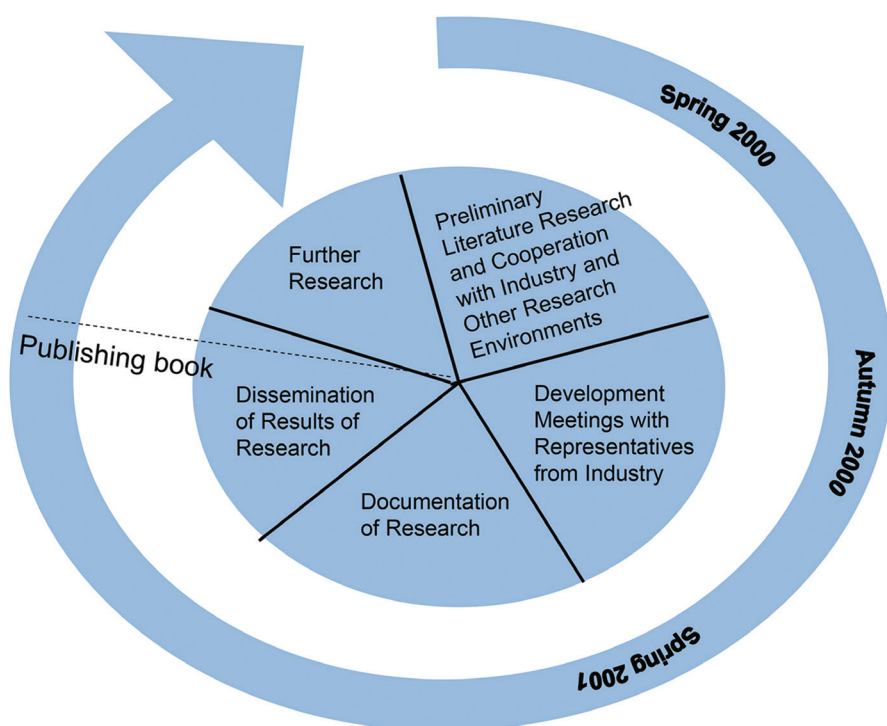 Spring 2000
Preliminary
Literature Research
and Cooperation
with Industry and
Other Research
Environments
Further
Research
Autumn 2000
Publishing book
Dissemination
of Results of
Research
Development
Meetings with
Representatives
from Industry
Documentation
of Research
Spring 2001